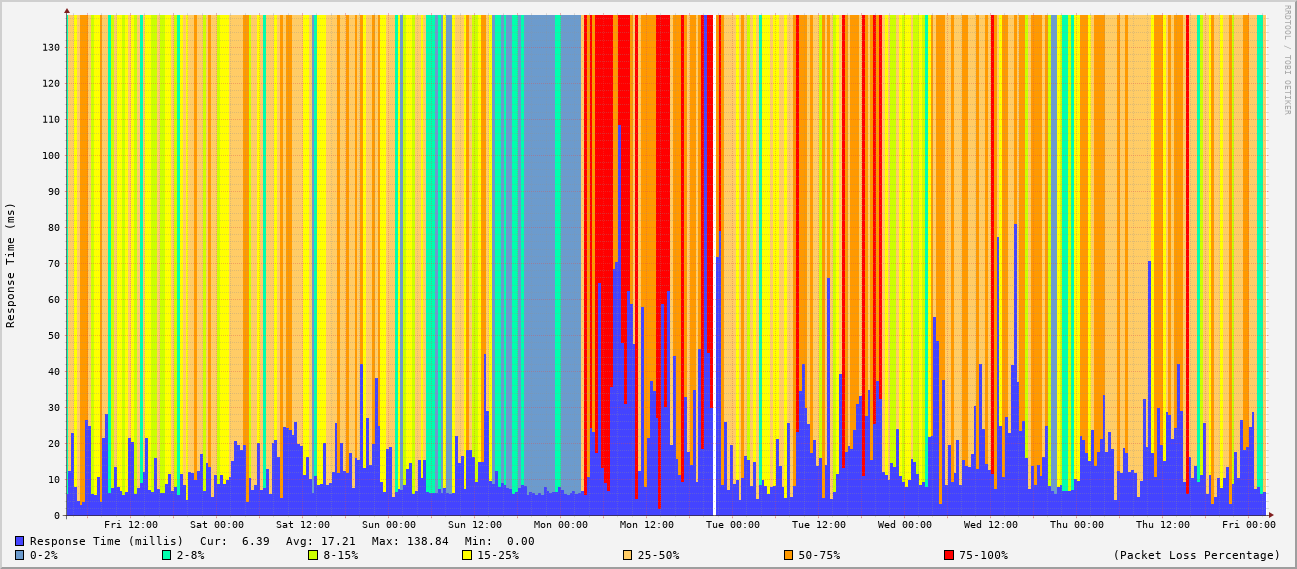 RRDTOOL / TOBI OETIKER
Response Time (ms)
130
120
110
100
90
80
70
60
50
40
30
20
10
0
Fri 12:00 Sat 00:00 Sat 12:00 Sun 00:00 Sun 12:00 Mon 00:00 Mon 12:00 Tue 00:00 Tue 12:00 Wed 00:00 Wed 12:00 Thu 00:00 Thu 12:00 Fri 00:00
Response Time (millis) Cur: 6.39 Avg: 17.21 Max: 138.84 Min: 0.00
0-2% 2-8% 8-15% 15-25% 25-50% 50-75% 75-100% (Packet Loss Percentage)